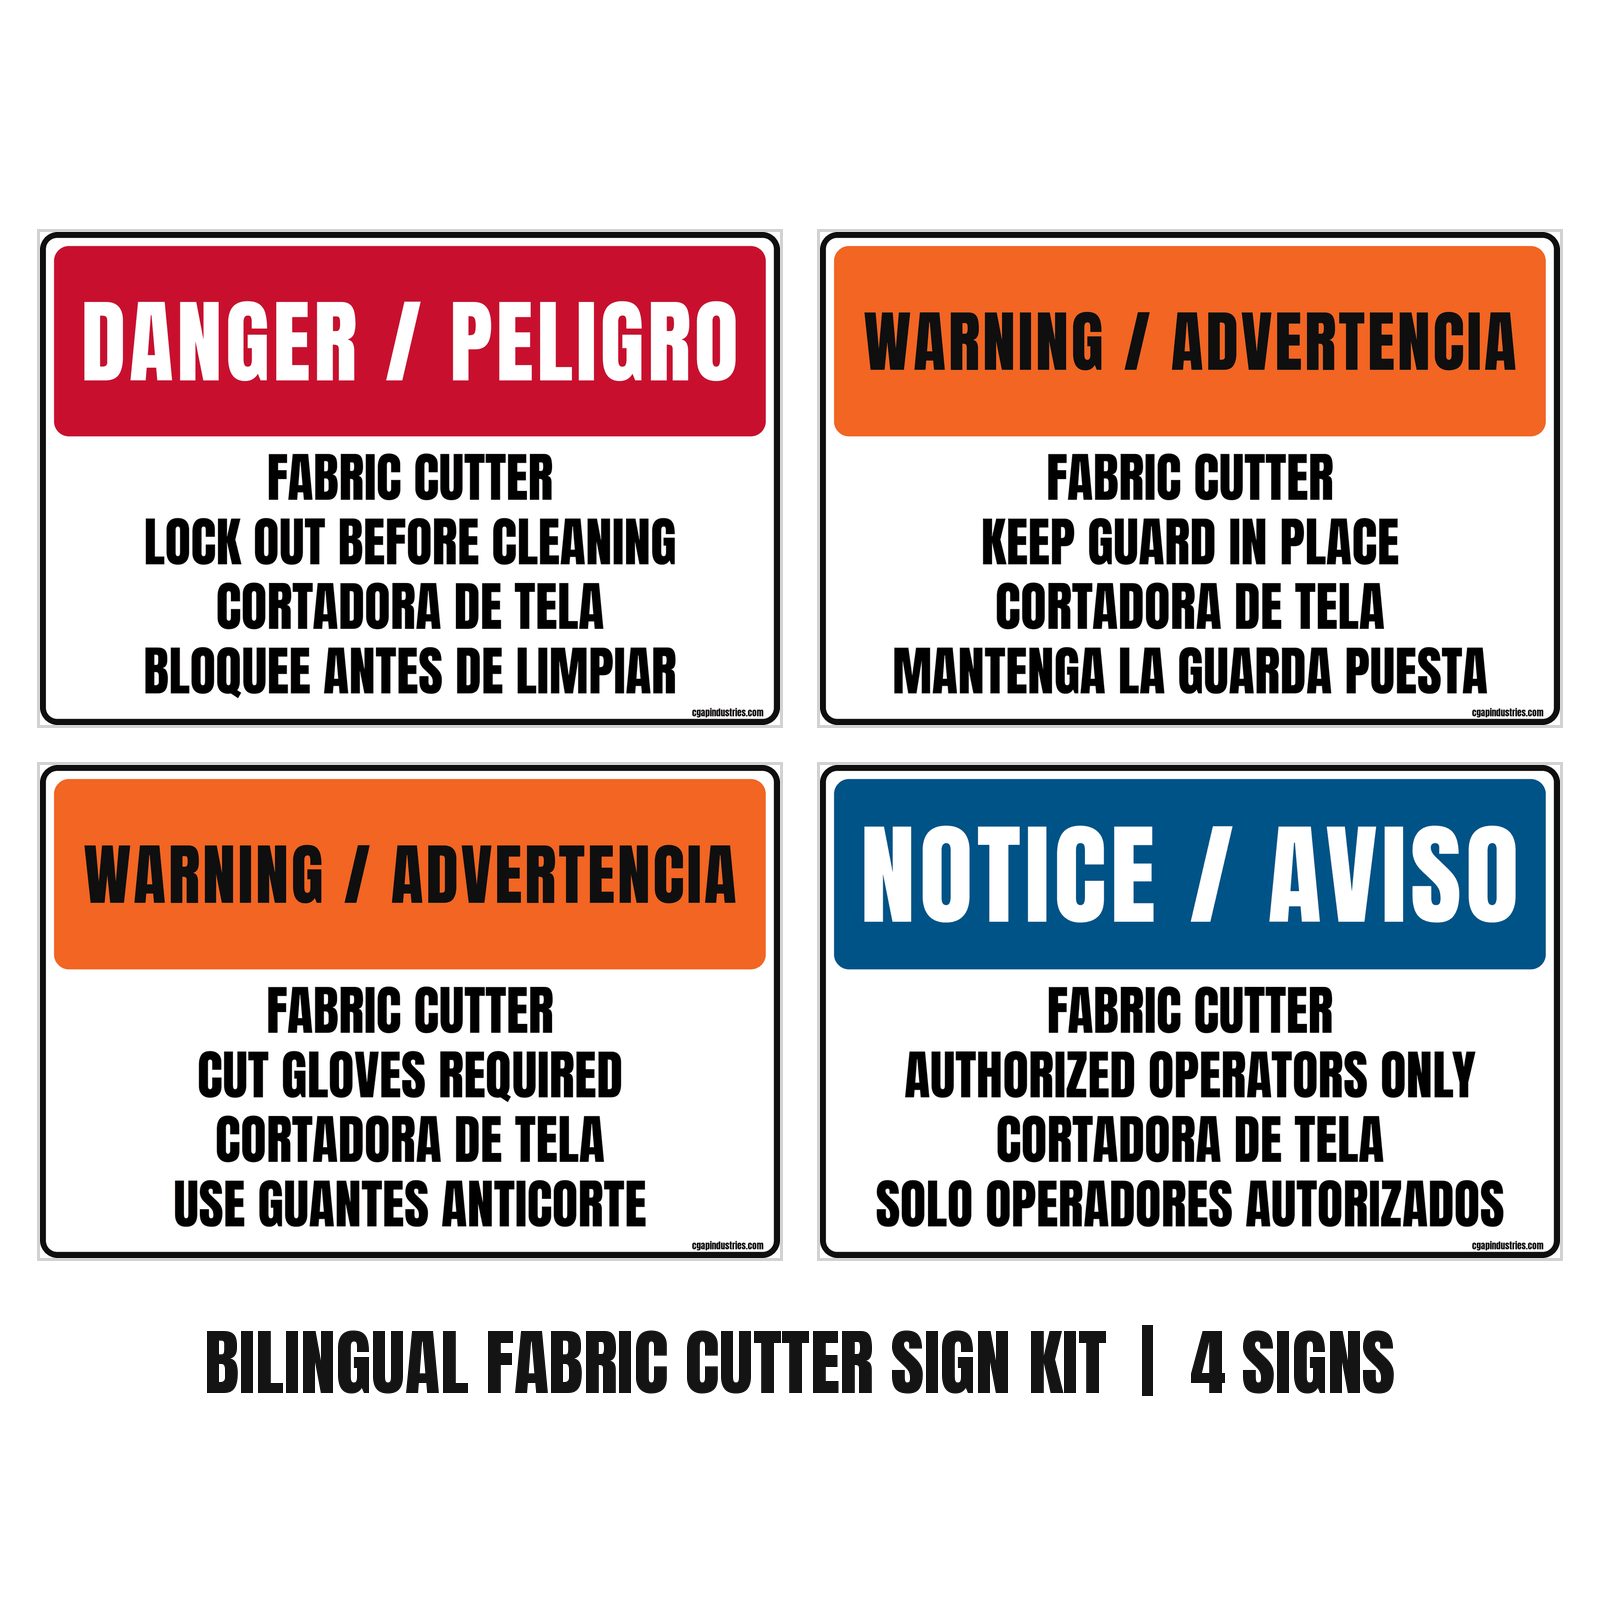 DANGER / PELIGRO
FABRIC CUTTER
LOCK OUT BEFORE CLEANING
CORTADORA DE TELA
BLOQUEE ANTES DE LIMPIAR
cgapindustries.com
WARNING / ADVERTENCIA
FABRIC CUTTER
KEEP GUARD IN PLACE
CORTADORA DE TELA
MANTENGA LA GUARDA PUESTA
cgapindustries.com
WARNING / ADVERTENCIA
FABRIC CUTTER
CUT GLOVES REQUIRED
CORTADORA DE TELA
USE GUANTES ANTICORTE
cgapindustries.com
NOTICE / AVISO
FABRIC CUTTER
AUTHORIZED OPERATORS ONLY
CORTADORA DE TELA
SOLO OPERADORES AUTORIZADOS
cgapindustries.com
BILINGUAL FABRIC CUTTER SIGN KIT | 4 SIGNS